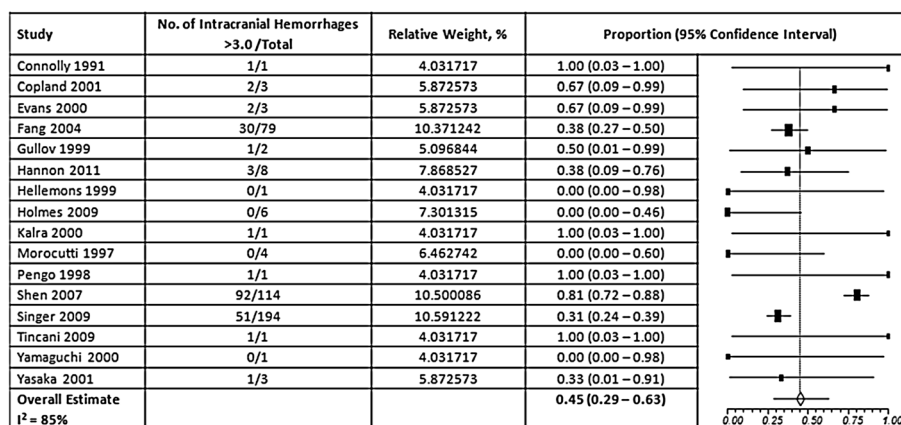 Study No. of Intracranial Hemorrhages >3.0/Total Relative Weight, % Proportion (95% Confidence Interval)
Connolly 1991 1/1 4.031717 1.00 (0.03 – 1.00)
Copland 2001 2/3 5.872573 0.67 (0.09 – 0.99)
Evans 2000 2/3 5.872573 0.67 (0.09 – 0.99)
Fang 2004 30/79 10.371242 0.38 (0.27 – 0.50)
Gullov 1999 1/2 5.096844 0.50 (0.01 – 0.99)
Hannon 2011 3/8 7.868527 0.38 (0.09 – 0.76)
Hellemons 1999 0/1 4.031717 0.00 (0.00 – 0.98)
Holmes 2009 0/6 7.301315 0.00 (0.00 – 0.46)
Kalra 2000 1/1 4.031717 1.00 (0.03 – 1.00)
Morocutti 1997 0/4 6.462742 0.00 (0.00 – 0.60)
Pengo 1998 1/1 4.031717 1.00 (0.03 – 1.00)
Shen 2007 92/114 10.500086 0.81 (0.72 – 0.88)
Singer 2009 51/194 10.591222 0.31 (0.24 – 0.39)
Tincani 2009 1/1 4.031717 1.00 (0.03 – 1.00)
Yamaguchi 2000 0/1 4.031717 0.00 (0.00 – 0.98)
Yasaka 2001 1/3 5.872573 0.33 (0.01 – 0.91)
Overall Estimate 0.45 (0.29 – 0.63)
I² = 85%
0.00 0.25 0.50 0.75 1.00